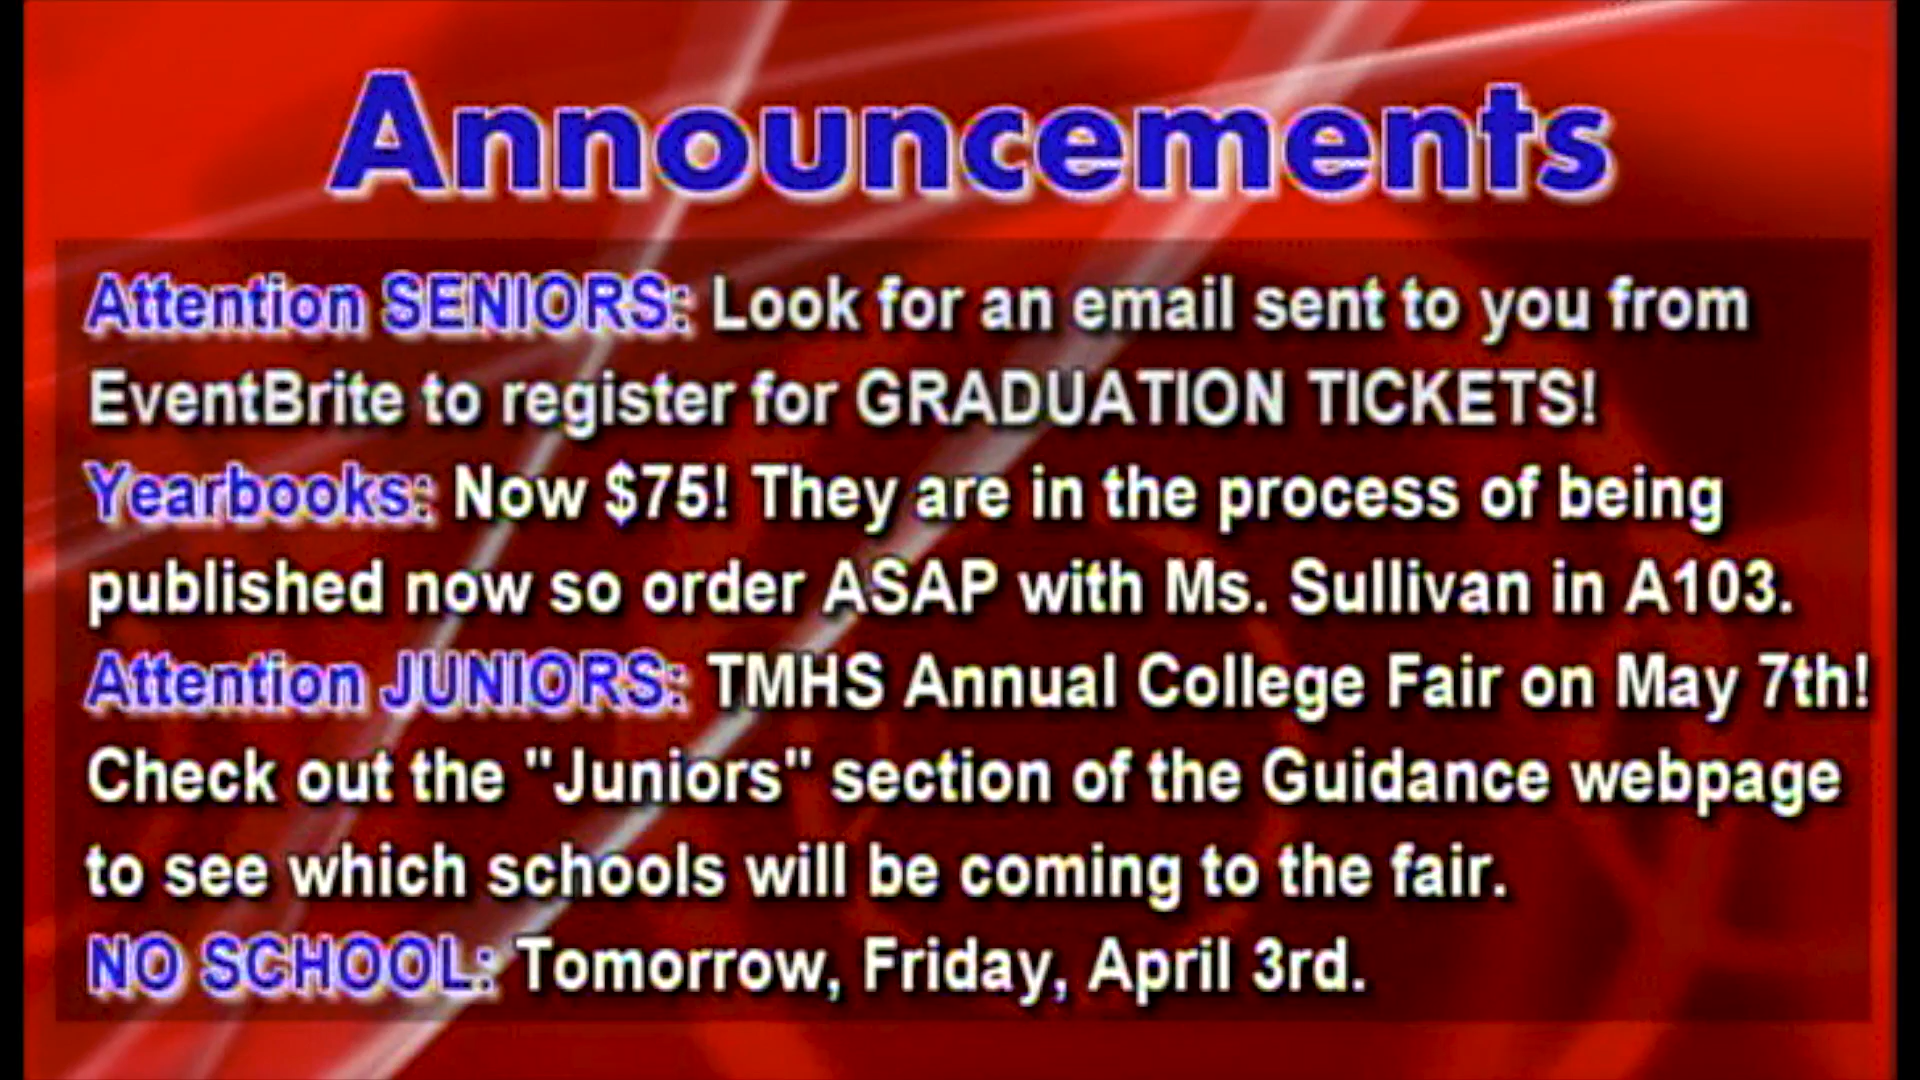 Announcements
Attention SENIORS: Look for an email sent to you from
EventBrite to register for GRADUATION TICKETS!
Yearbooks: Now $75! They are in the process of being
published now so order ASAP with Ms. Sullivan in A103.
Attention JUNIORS: TMHS Annual College Fair on May 7th!
Check out the "Juniors" section of the Guidance webpage
to see which schools will be coming to the fair.
NO SCHOOL: Tomorrow, Friday, April 3rd.